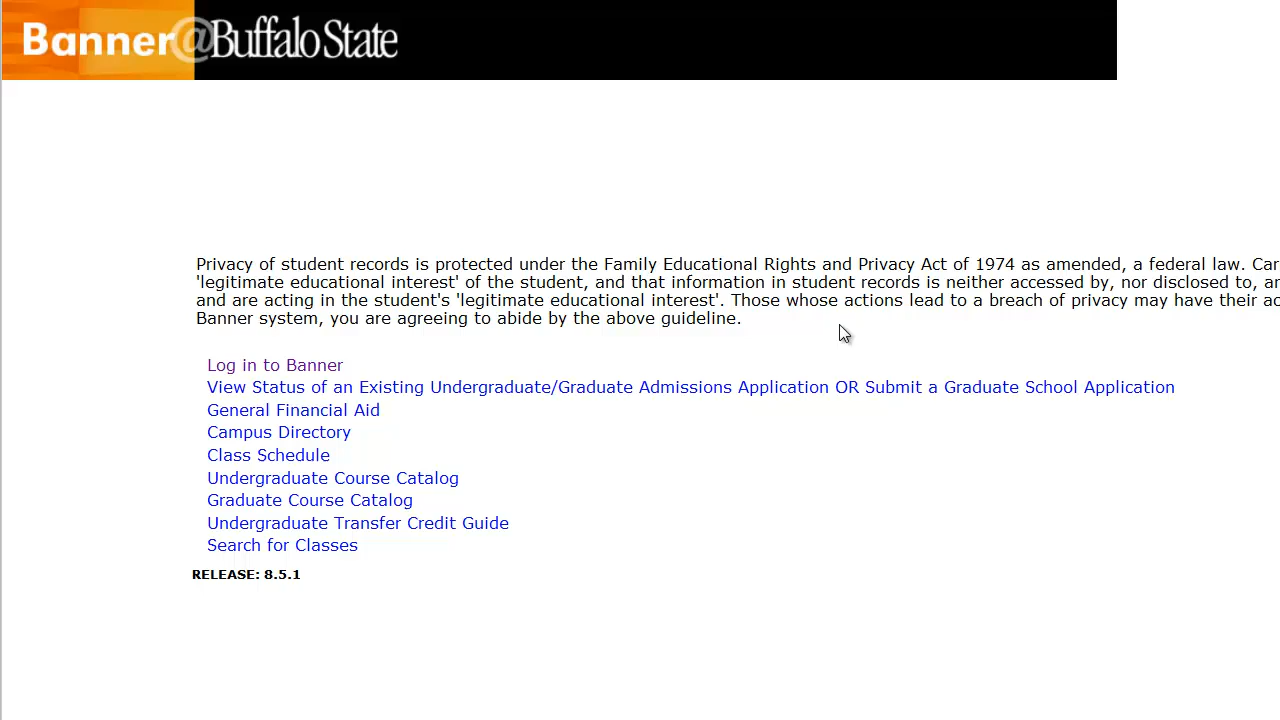 Banner@Buffalo State
Privacy of student records is protected under the Family Educational Rights and Privacy Act of 1974 as amended, a federal law. Car
'legitimate educational interest' of the student, and that information in student records is neither accessed by, nor disclosed to, ar
and are acting in the student's 'legitimate educational interest'. Those whose actions lead to a breach of privacy may have their ac
Banner system, you are agreeing to abide by the above guideline.
Log in to Banner
View Status of an Existing Undergraduate/Graduate Admissions Application OR Submit a Graduate School Application
General Financial Aid
Campus Directory
Class Schedule
Undergraduate Course Catalog
Graduate Course Catalog
Undergraduate Transfer Credit Guide
Search for Classes
RELEASE: 8.5.1